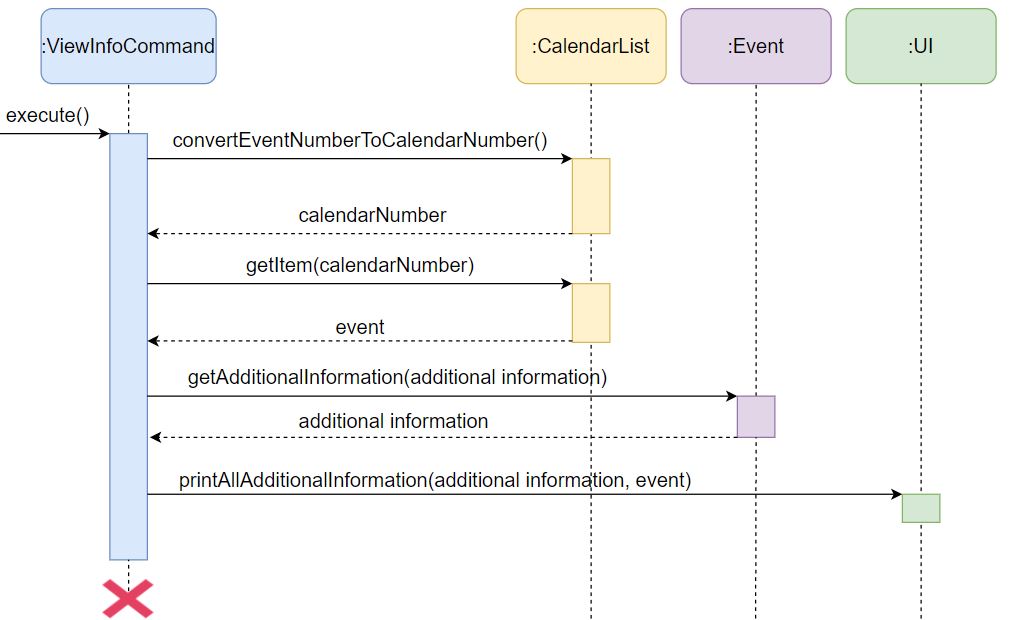 :ViewInfoCommand
:CalendarList
:Event
:UI
execute()
convertEventNumberToCalendarNumber()
calendarNumber
getItem(calendarNumber)
event
getAdditionalInformation(additional information)
additional information
printAllAdditionalInformation(additional information, event)